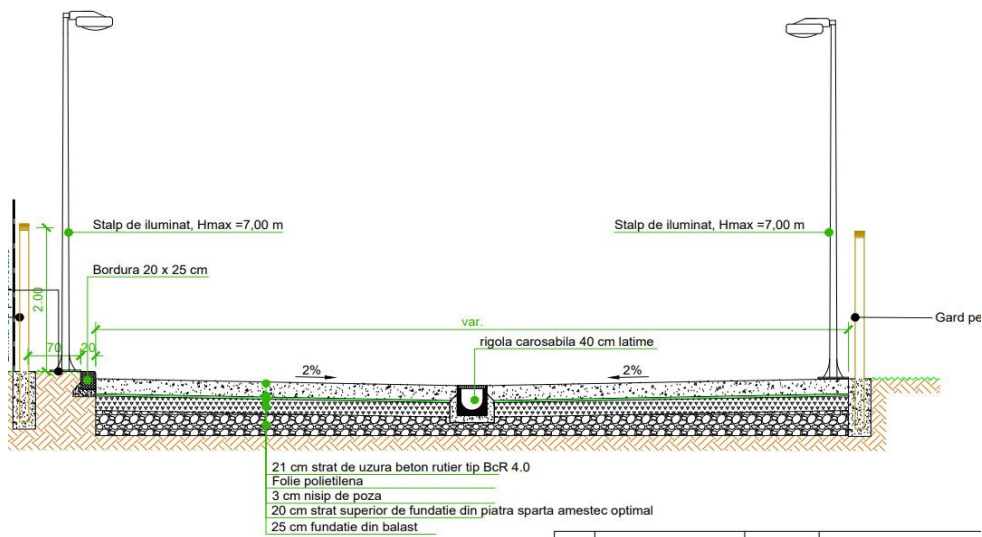 Stalp de iluminat, Hmax =7,00 m
Stalp de iluminat, Hmax =7,00 m
Bordura 20 x 25 cm
2.00
var.
Gard pe
70
20
rigola carosabila 40 cm latime
2%
2%
21 cm strat de uzura beton rutier tip BcR 4.0
Folie polietilena
3 cm nisip de poza
20 cm strat superior de fundatie din piatra sparta amestec optimal
25 cm fundatie din balast